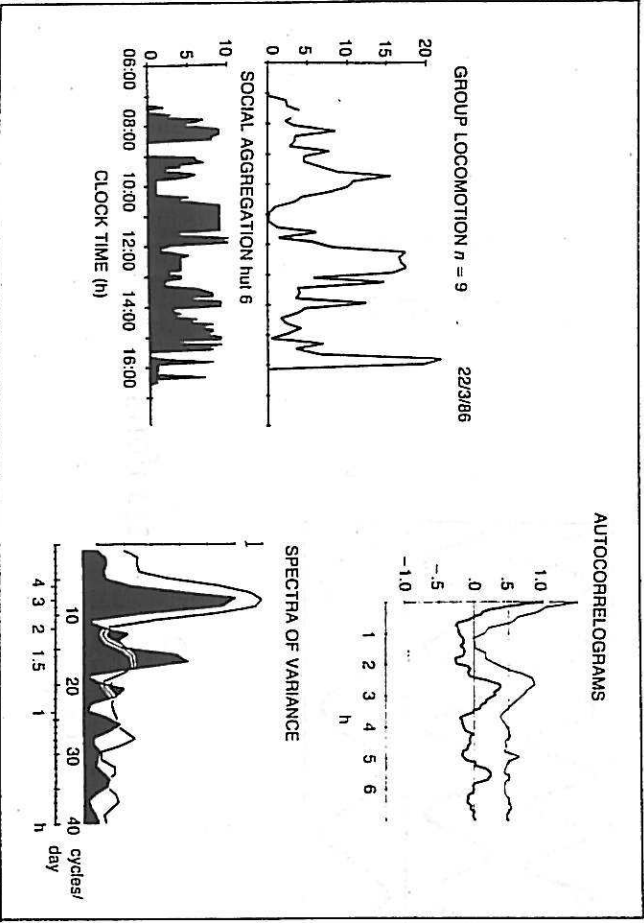 GROUP LOCOMOTION n = 9
22/3/86
20
15
10
5
0
SOCIAL AGGREGATION hut 6
10
5
0
06:00 08:00 10:00 12:00 14:00 16:00
CLOCK TIME (h)
AUTOCORRELOGRAMS
1.0
.5
.0
-.5
-1.0
1 2 3 4 5 6
h
SPECTRA OF VARIANCE
1
10 20 30 40 cycles/
day
4 3 2 1.5 1 h